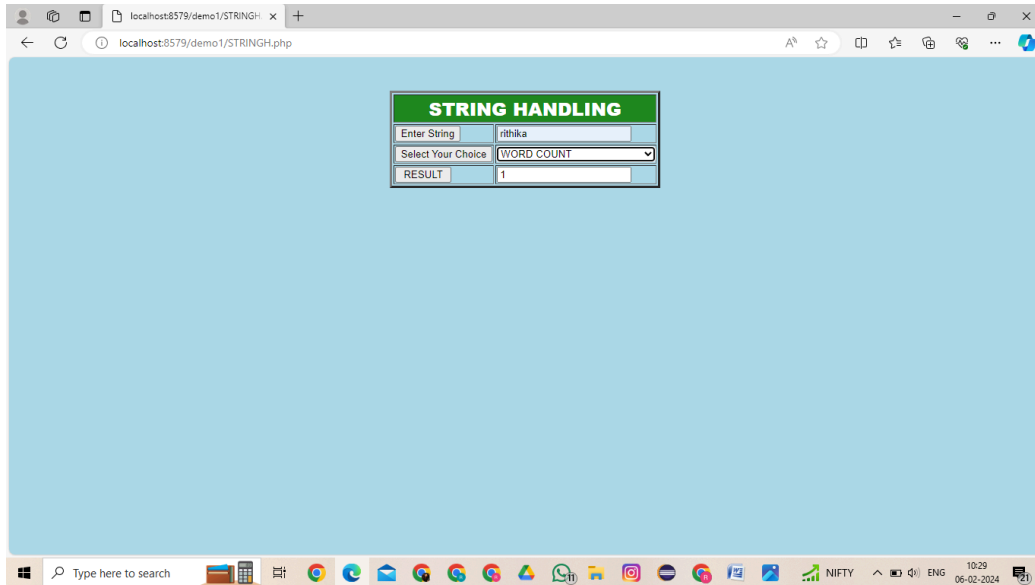 localhost:8579/demo1/STRINGH
localhost:8579/demo1/STRINGH.php
STRING HANDLING
Enter String rithika
Select Your Choice WORD COUNT
RESULT 1
Type here to search
NIFTY
ENG
10:29
06-02-2024